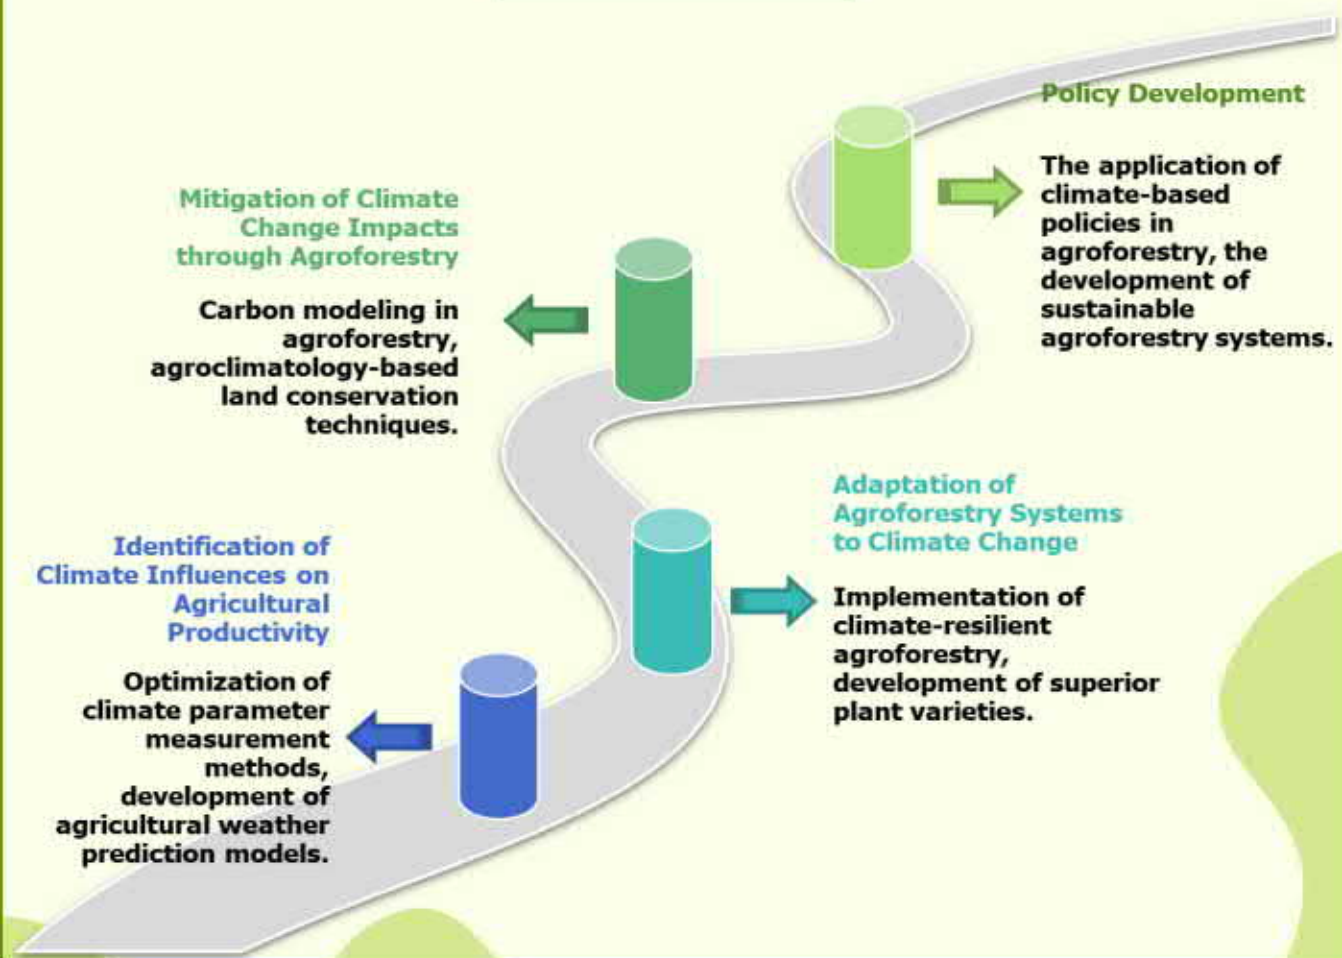 Policy Development
The application of
climate-based
policies in
agroforestry, the
development of
sustainable
agroforestry systems.
Mitigation of Climate
Change Impacts
through Agroforestry
Carbon modeling in
agroforestry,
agroclimatology-based
land conservation
techniques.
Adaptation of
Agroforestry Systems
to Climate Change
Implementation of
climate-resilient
agroforestry,
development of superior
plant varieties.
Identification of
Climate Influences on
Agricultural
Productivity
Optimization of
climate parameter
measurement
methods,
development of
agricultural weather
prediction models.